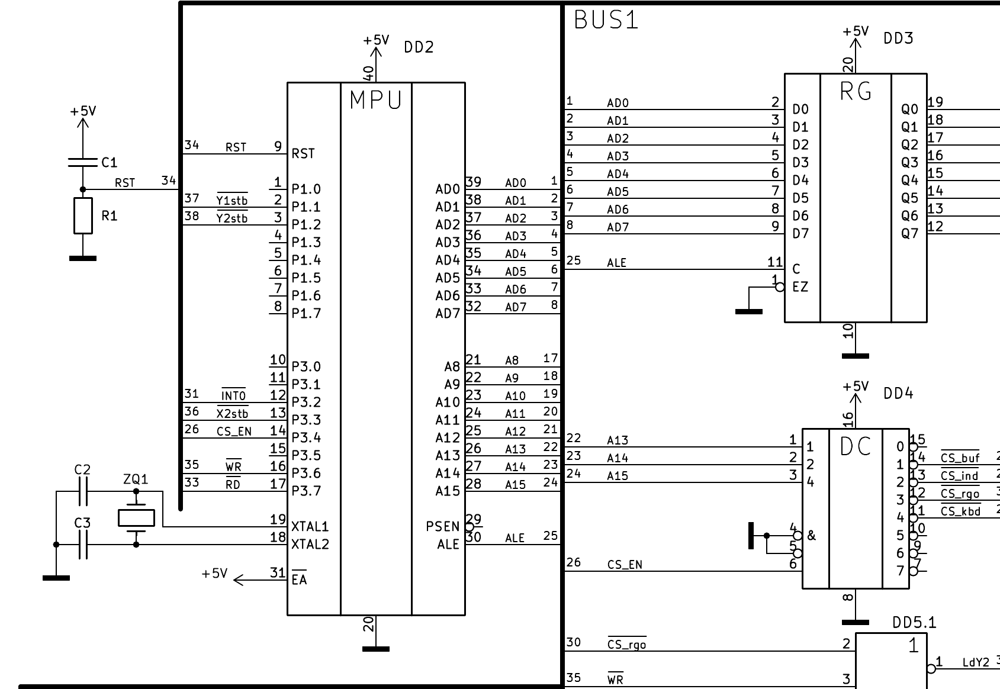 BUS1
+5V DD2
40
MPU
+5V
C1
RST 34
R1
34 RST 9 RST
1 P1.0
37 Y1stb 2 P1.1
38 Y2stb 3 P1.2
4 P1.3
5 P1.4
6 P1.5
7 P1.6
8 P1.7
10 P3.0
11 P3.1
31 INT0 12 P3.2
36 X2stb 13 P3.3
26 CS_EN 14 P3.4
15 P3.5
35 WR 16 P3.6
33 RD 17 P3.7
C2
ZQ1
C3
19 XTAL1
18 XTAL2
+5V 31 EA
20
AD0 39 AD0 1
AD1 38 AD1 2
AD2 37 AD2 3
AD3 36 AD3 4
AD4 35 AD4 5
AD5 34 AD5 6
AD6 33 AD6 7
AD7 32 AD7 8
A8 21 A8 17
A9 22 A9 18
A10 23 A10 19
A11 24 A11 20
A12 25 A12 21
A13 26 A13 22
A14 27 A14 23
A15 28 A15 24
PSEN 29
ALE 30 ALE 25
+5V DD3
20
RG
1 AD0 2 D0 Q0 19
2 AD1 3 D1 Q1 18
3 AD2 4 D2 Q2 17
4 AD3 5 D3 Q3 16
5 AD4 6 D4 Q4 15
6 AD5 7 D5 Q5 14
7 AD6 8 D6 Q6 13
8 AD7 9 D7 Q7 12
25 ALE 11 C
1 EZ
10
+5V DD4
16
DC
22 A13 1 1 0 15
23 A14 2 2 1 14 CS_buf 2
24 A15 3 4 2 13 CS_ind 2
3 12 CS_rgo 3
4 11 CS_kbd 2
4 & 5 10
5 6 9
26 CS_EN 6 7 7
8
DD5.1
30 CS_rgo 2 1
1 LdY2 3
35 WR 3